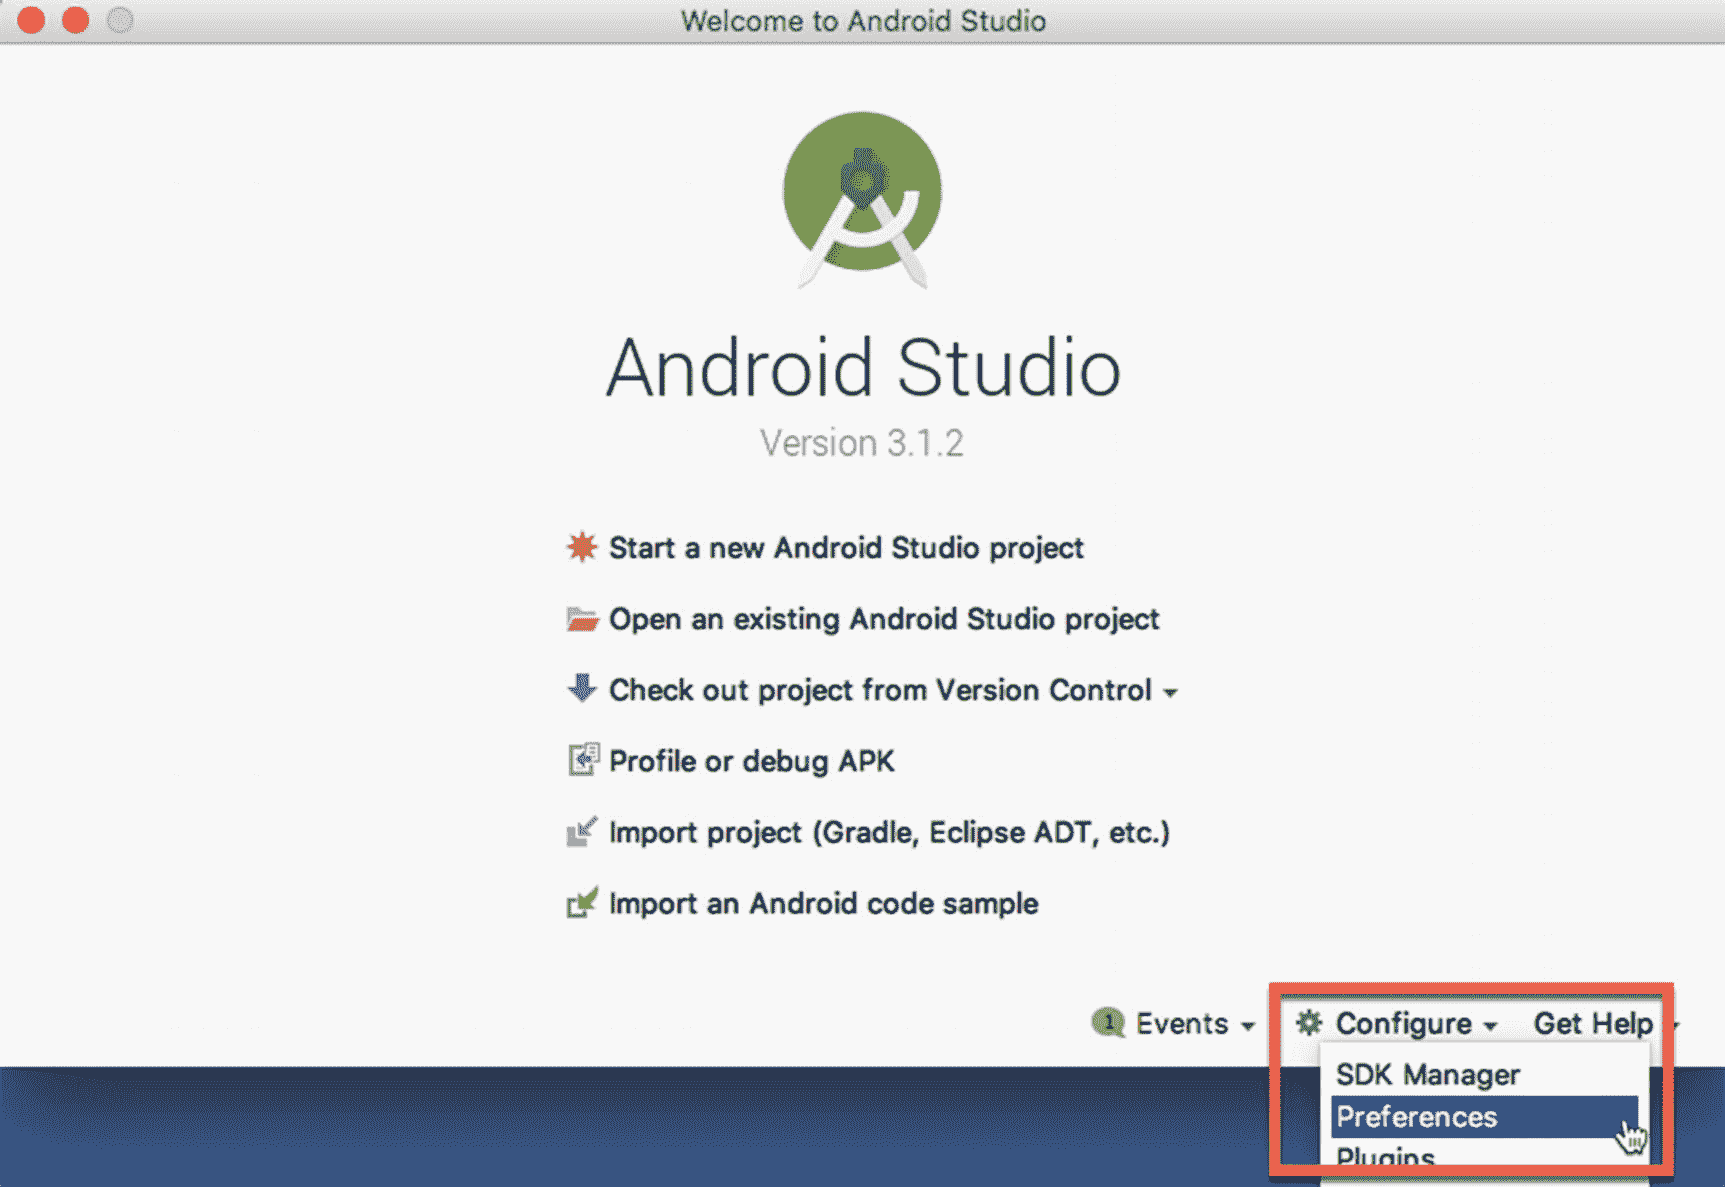 Welcome to Android Studio
Android Studio
Version 3.1.2
Start a new Android Studio project
Open an existing Android Studio project
Check out project from Version Control
Profile or debug APK
Import project (Gradle, Eclipse ADT, etc.)
Import an Android code sample
1 Events Configure Get Help
SDK Manager
Preferences
Plugins